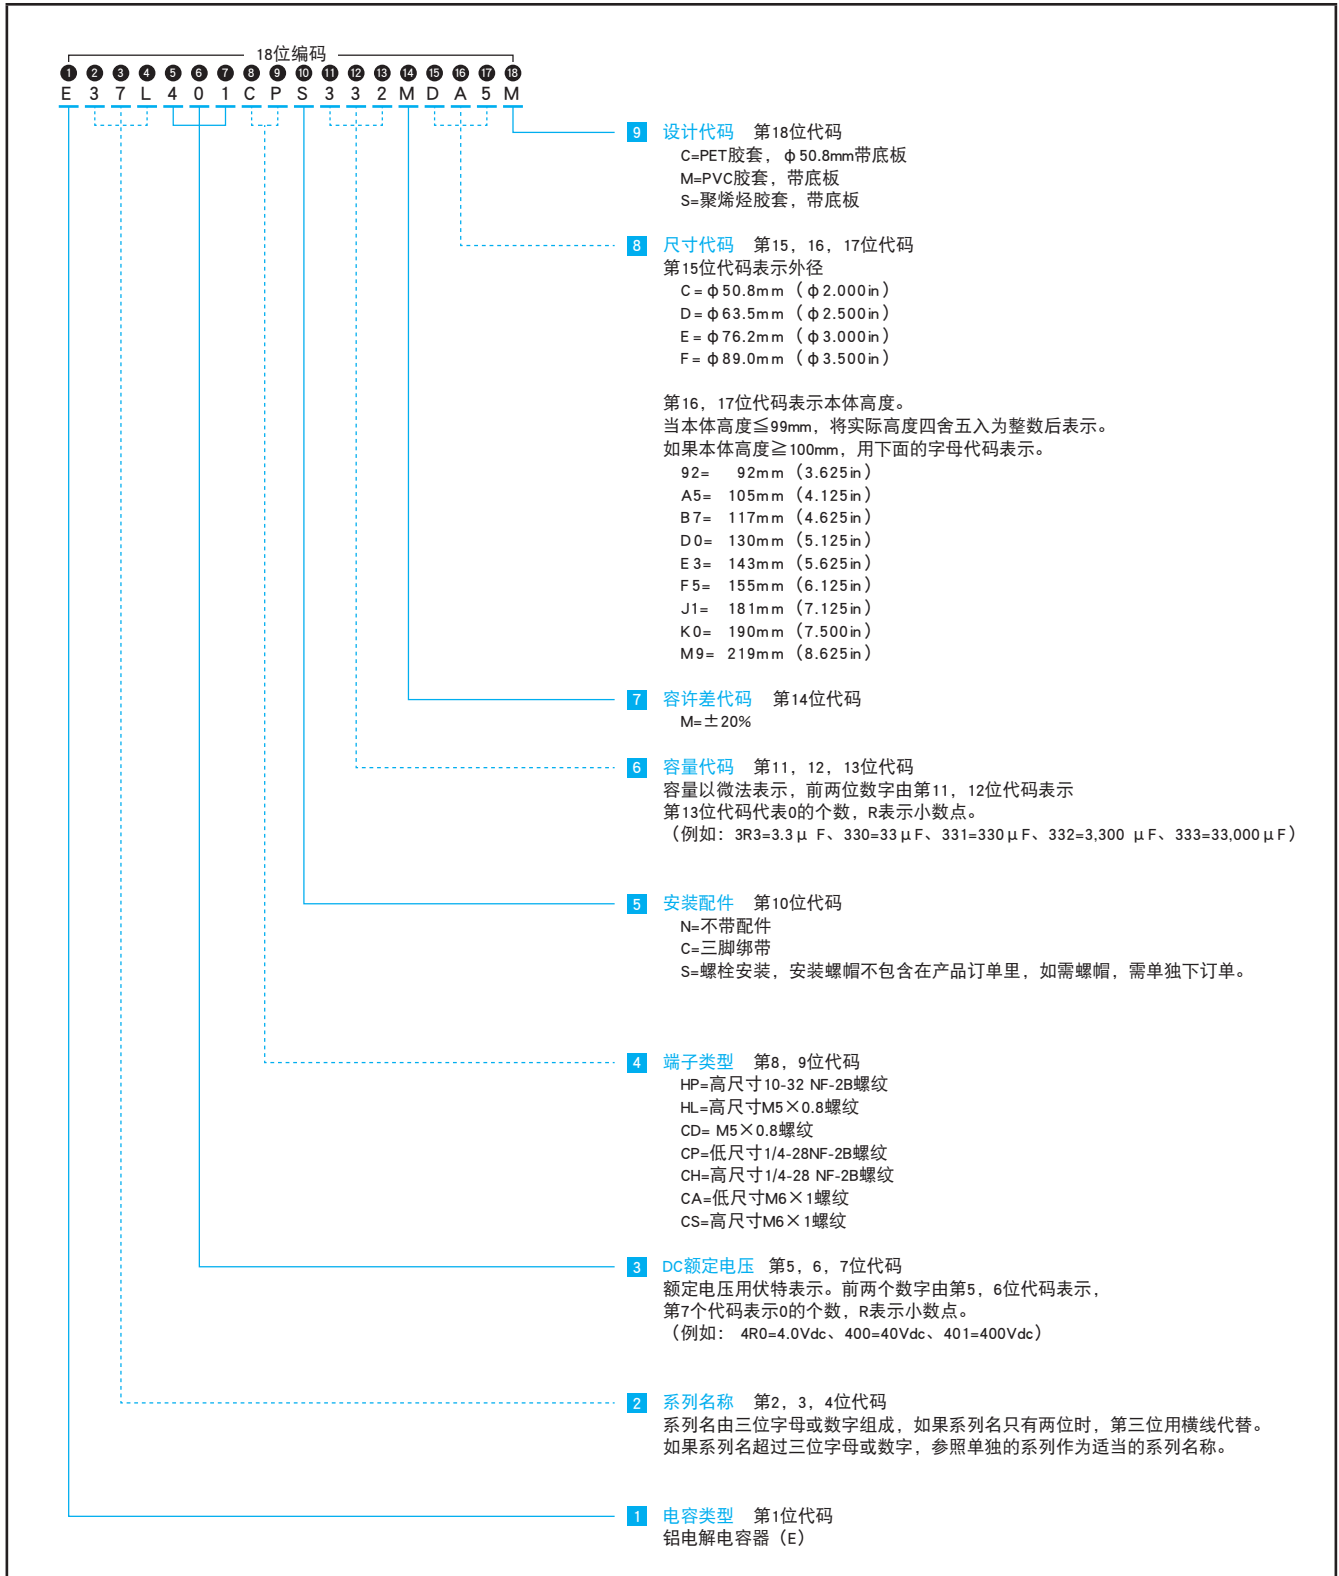 18位编码
1 2 3 4 5 6 7 8 9 10 11 12 13 14 15 16 17 18
E 3 7 L 4 0 1 C P S 3 3 2 M D A 5 M
9 设计代码 第18位代码
C=PET胶套，φ50.8mm带底板
M=PVC胶套，带底板
S=聚烯烃胶套，带底板
8 尺寸代码 第15，16，17位代码
第15位代码表示外径
C=φ50.8mm（φ2.000in）
D=φ63.5mm（φ2.500in）
E=φ76.2mm（φ3.000in）
F=φ89.0mm（φ3.500in）
第16，17位代码表示本体高度。
当本体高度≦99mm，将实际高度四舍五入为整数后表示。
如果本体高度≧100mm，用下面的字母代码表示。
92= 92mm（3.625in）
A5= 105mm（4.125in）
B7= 117mm（4.625in）
D0= 130mm（5.125in）
E3= 143mm（5.625in）
F5= 155mm（6.125in）
J1= 181mm（7.125in）
K0= 190mm（7.500in）
M9= 219mm（8.625in）
7 容许差代码 第14位代码
M=±20%
6 容量代码 第11，12，13位代码
容量以微法表示，前两位数字由第11，12位代码表示
第13位代码代表0的个数，R表示小数点。
（例如：3R3=3.3μ F、330=33μF、331=330μF、332=3,300 μF、333=33,000μF）
5 安装配件 第10位代码
N=不带配件
C=三脚绑带
S=螺栓安装，安装螺帽不包含在产品订单里，如需螺帽，需单独下订单。
4 端子类型 第8，9位代码
HP=高尺寸10-32 NF-2B螺纹
HL=高尺寸M5×0.8螺纹
CD= M5×0.8螺纹
CP=低尺寸1/4-28NF-2B螺纹
CH=高尺寸1/4-28 NF-2B螺纹
CA=低尺寸M6×1螺纹
CS=高尺寸M6×1螺纹
3 DC额定电压 第5，6，7位代码
额定电压用伏特表示。前两个数字由第5，6位代码表示，
第7个代码表示0的个数，R表示小数点。
（例如： 4R0=4.0Vdc、400=40Vdc、401=400Vdc）
2 系列名称 第2，3，4位代码
系列名由三位字母或数字组成，如果系列名只有两位时，第三位用横线代替。
如果系列名超过三位字母或数字，参照单独的系列作为适当的系列名称。
1 电容类型 第1位代码
铝电解电容器（E）